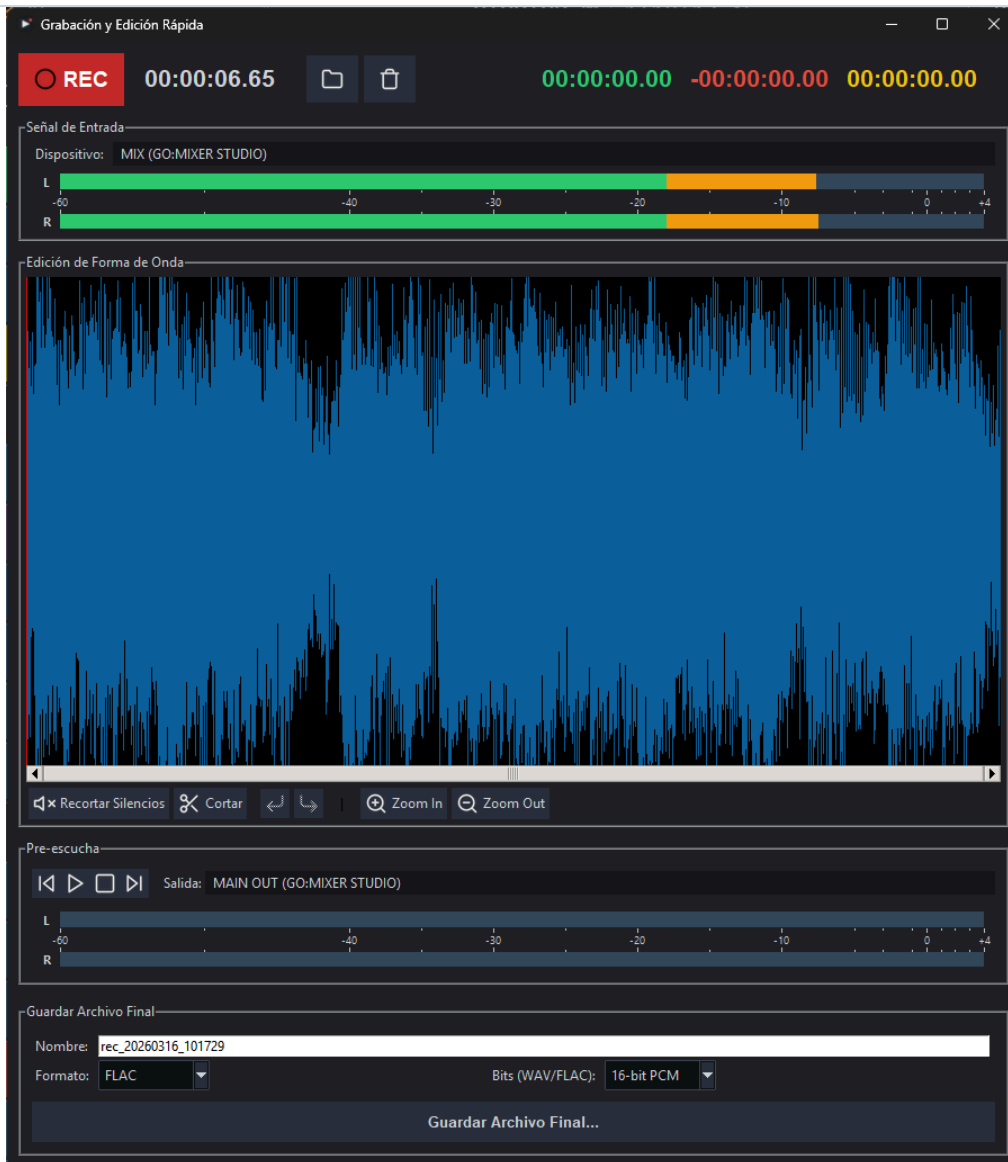 Grabación y Edición Rápida
REC 00:00:06.65 00:00:00.00 -00:00:00.00 00:00:00.00
Señal de Entrada
Dispositivo: MIX (GO:MIXER STUDIO)
L
-60 -40 -30 -20 -10 0 +4
R
Edición de Forma de Onda
Recortar Silencios Cortar Zoom In Zoom Out
Pre-escucha
Salida: MAIN OUT (GO:MIXER STUDIO)
L
-60 -40 -30 -20 -10 0 +4
R
Guardar Archivo Final
Nombre: rec_20260316_101729
Formato: FLAC Bits (WAV/FLAC): 16-bit PCM
Guardar Archivo Final...